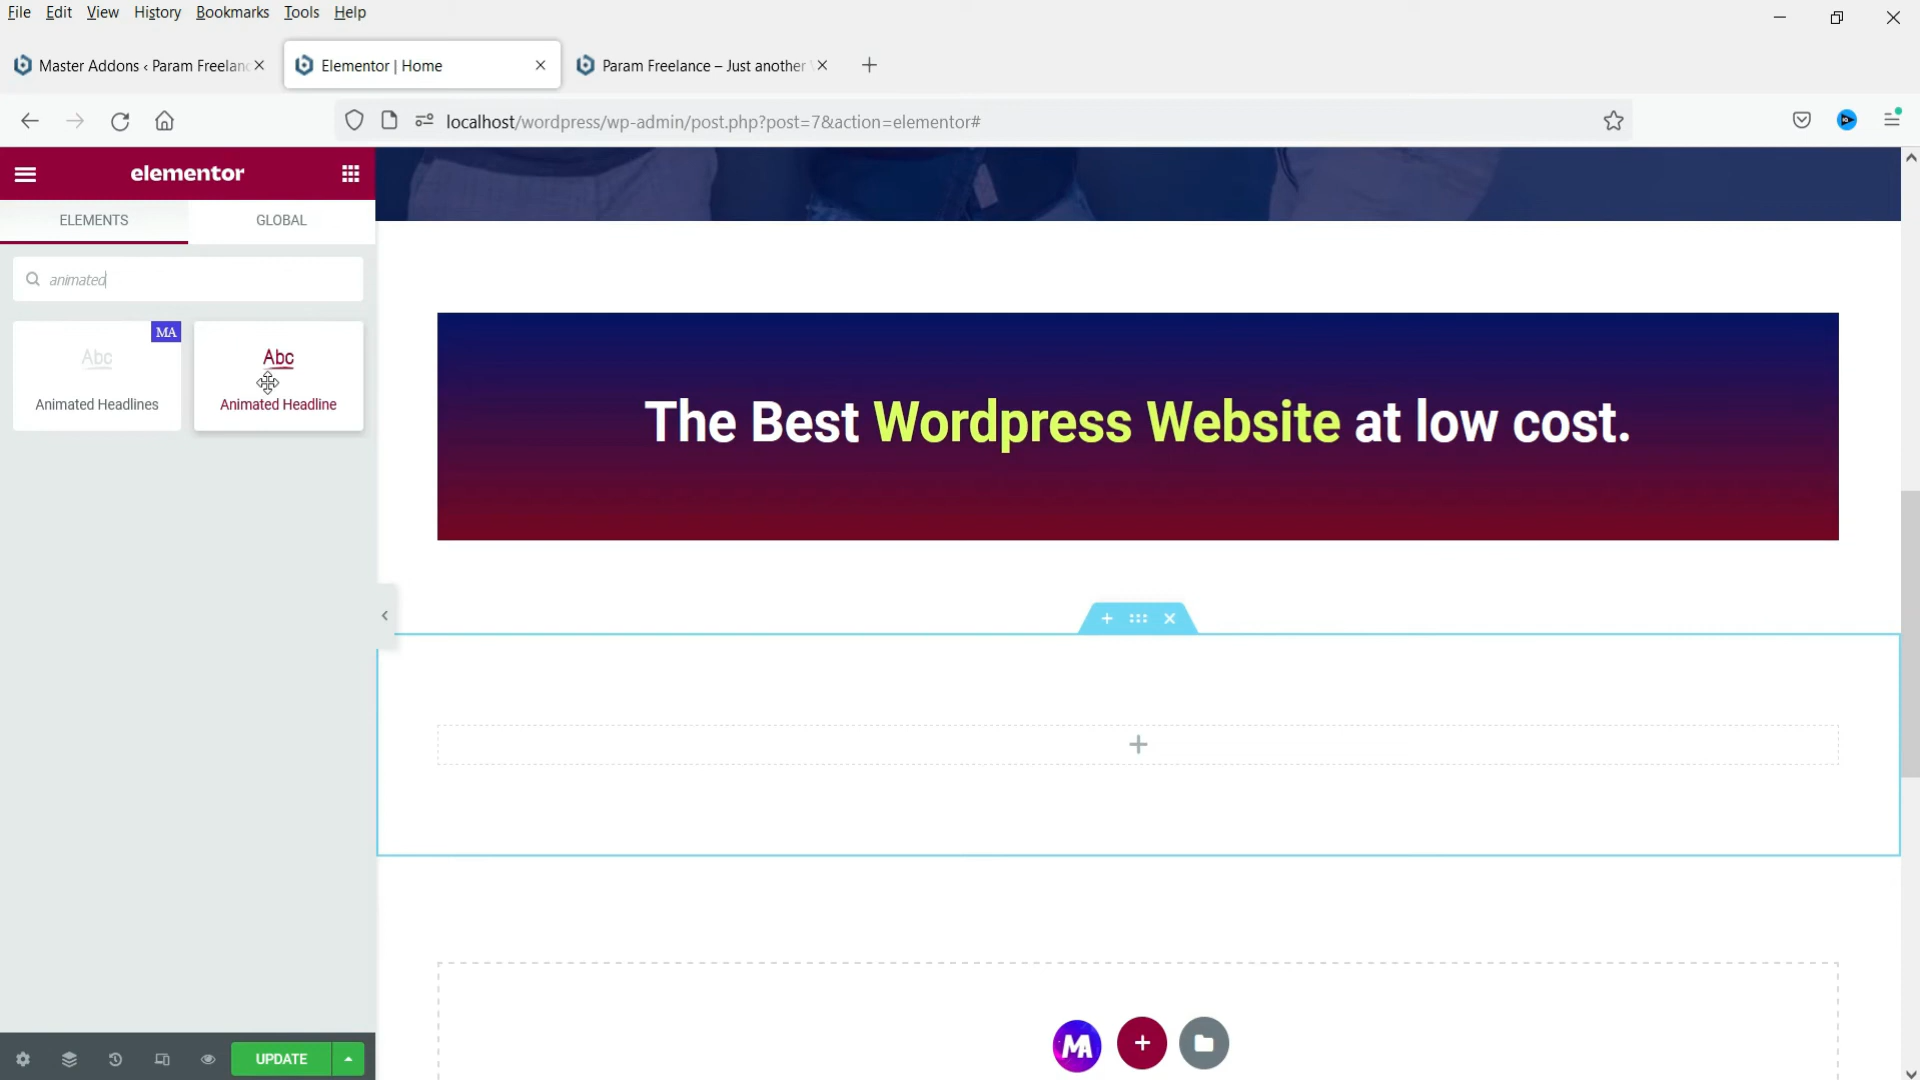 File Edit View History Bookmarks Tools Help
Master Addons ‹ Param Freelan
Elementor | Home
Param Freelance – Just another
localhost/wordpress/wp-admin/post.php?post=7&action=elementor#
elementor
ELEMENTS GLOBAL
animated
MA
Abc
Animated Headlines
Abc
Animated Headline
The Best Wordpress Website at low cost.
MA
UPDATE